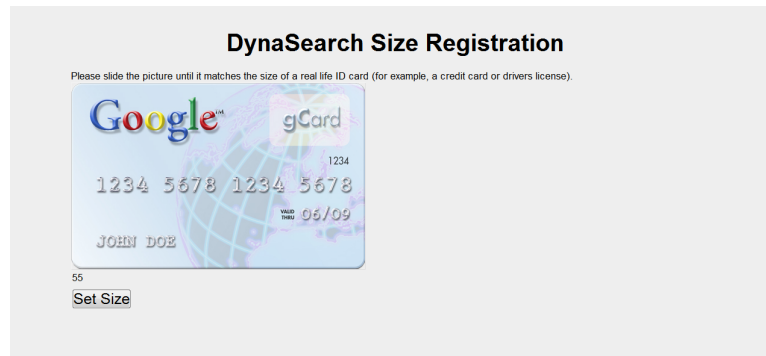 DynaSearch Size Registration
Please slide the picture until it matches the size of a real life ID card (for example, a credit card or drivers license).
Google™
gCard
1234
1234 5678 1234 5678
VALID THRU 06/09
JOHN DOE
55
Set Size